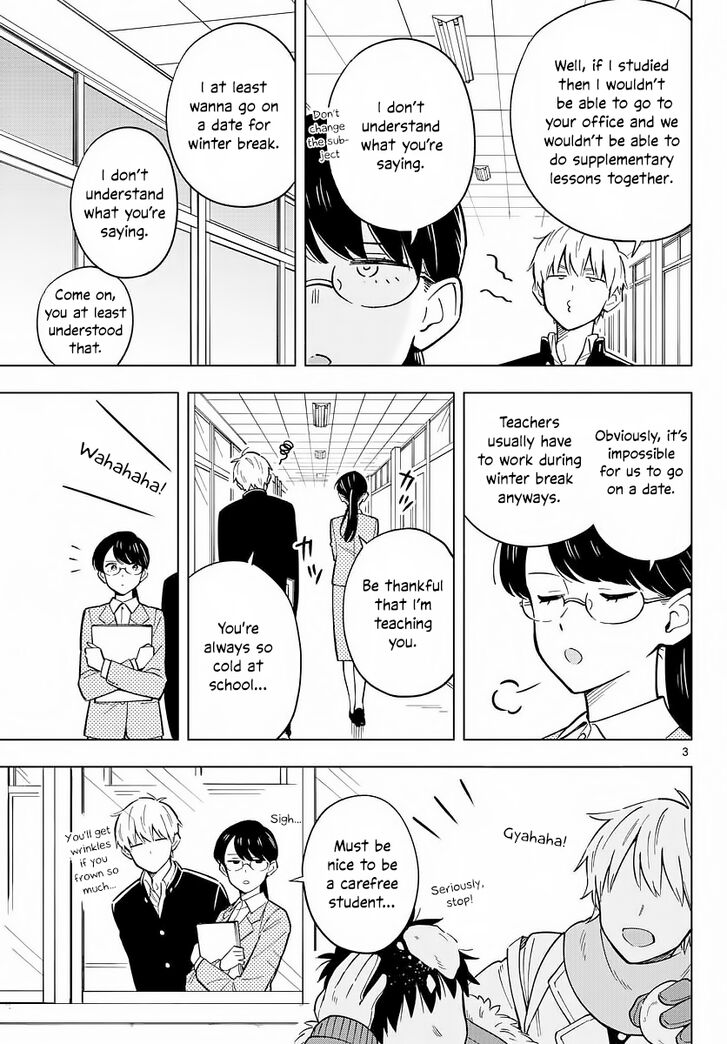 Well, if I studied
then I wouldn't
be able to go to
your office and we
wouldn't be able to
do supplementary
lessons together.
I don't
understand
what you're
saying.
Don't
change
the sub-
ject
I at least
wanna go on
a date for
winter break.
I don't
understand
what you're
saying.
Come on,
you at least
understood
that.
Obviously, it's
impossible
for us to go
on a date.
Teachers
usually have
to work during
winter break
anyways.
Be thankful
that I'm
teaching
you.
カッ
カッ
You're
always so
cold at
school...
Wahahaha!
3
Gyahaha!
Seriously,
stop!
Must be
nice to be
a carefree
student...
Sigh...
You'll get
wrinkles
if you
frown so
much...